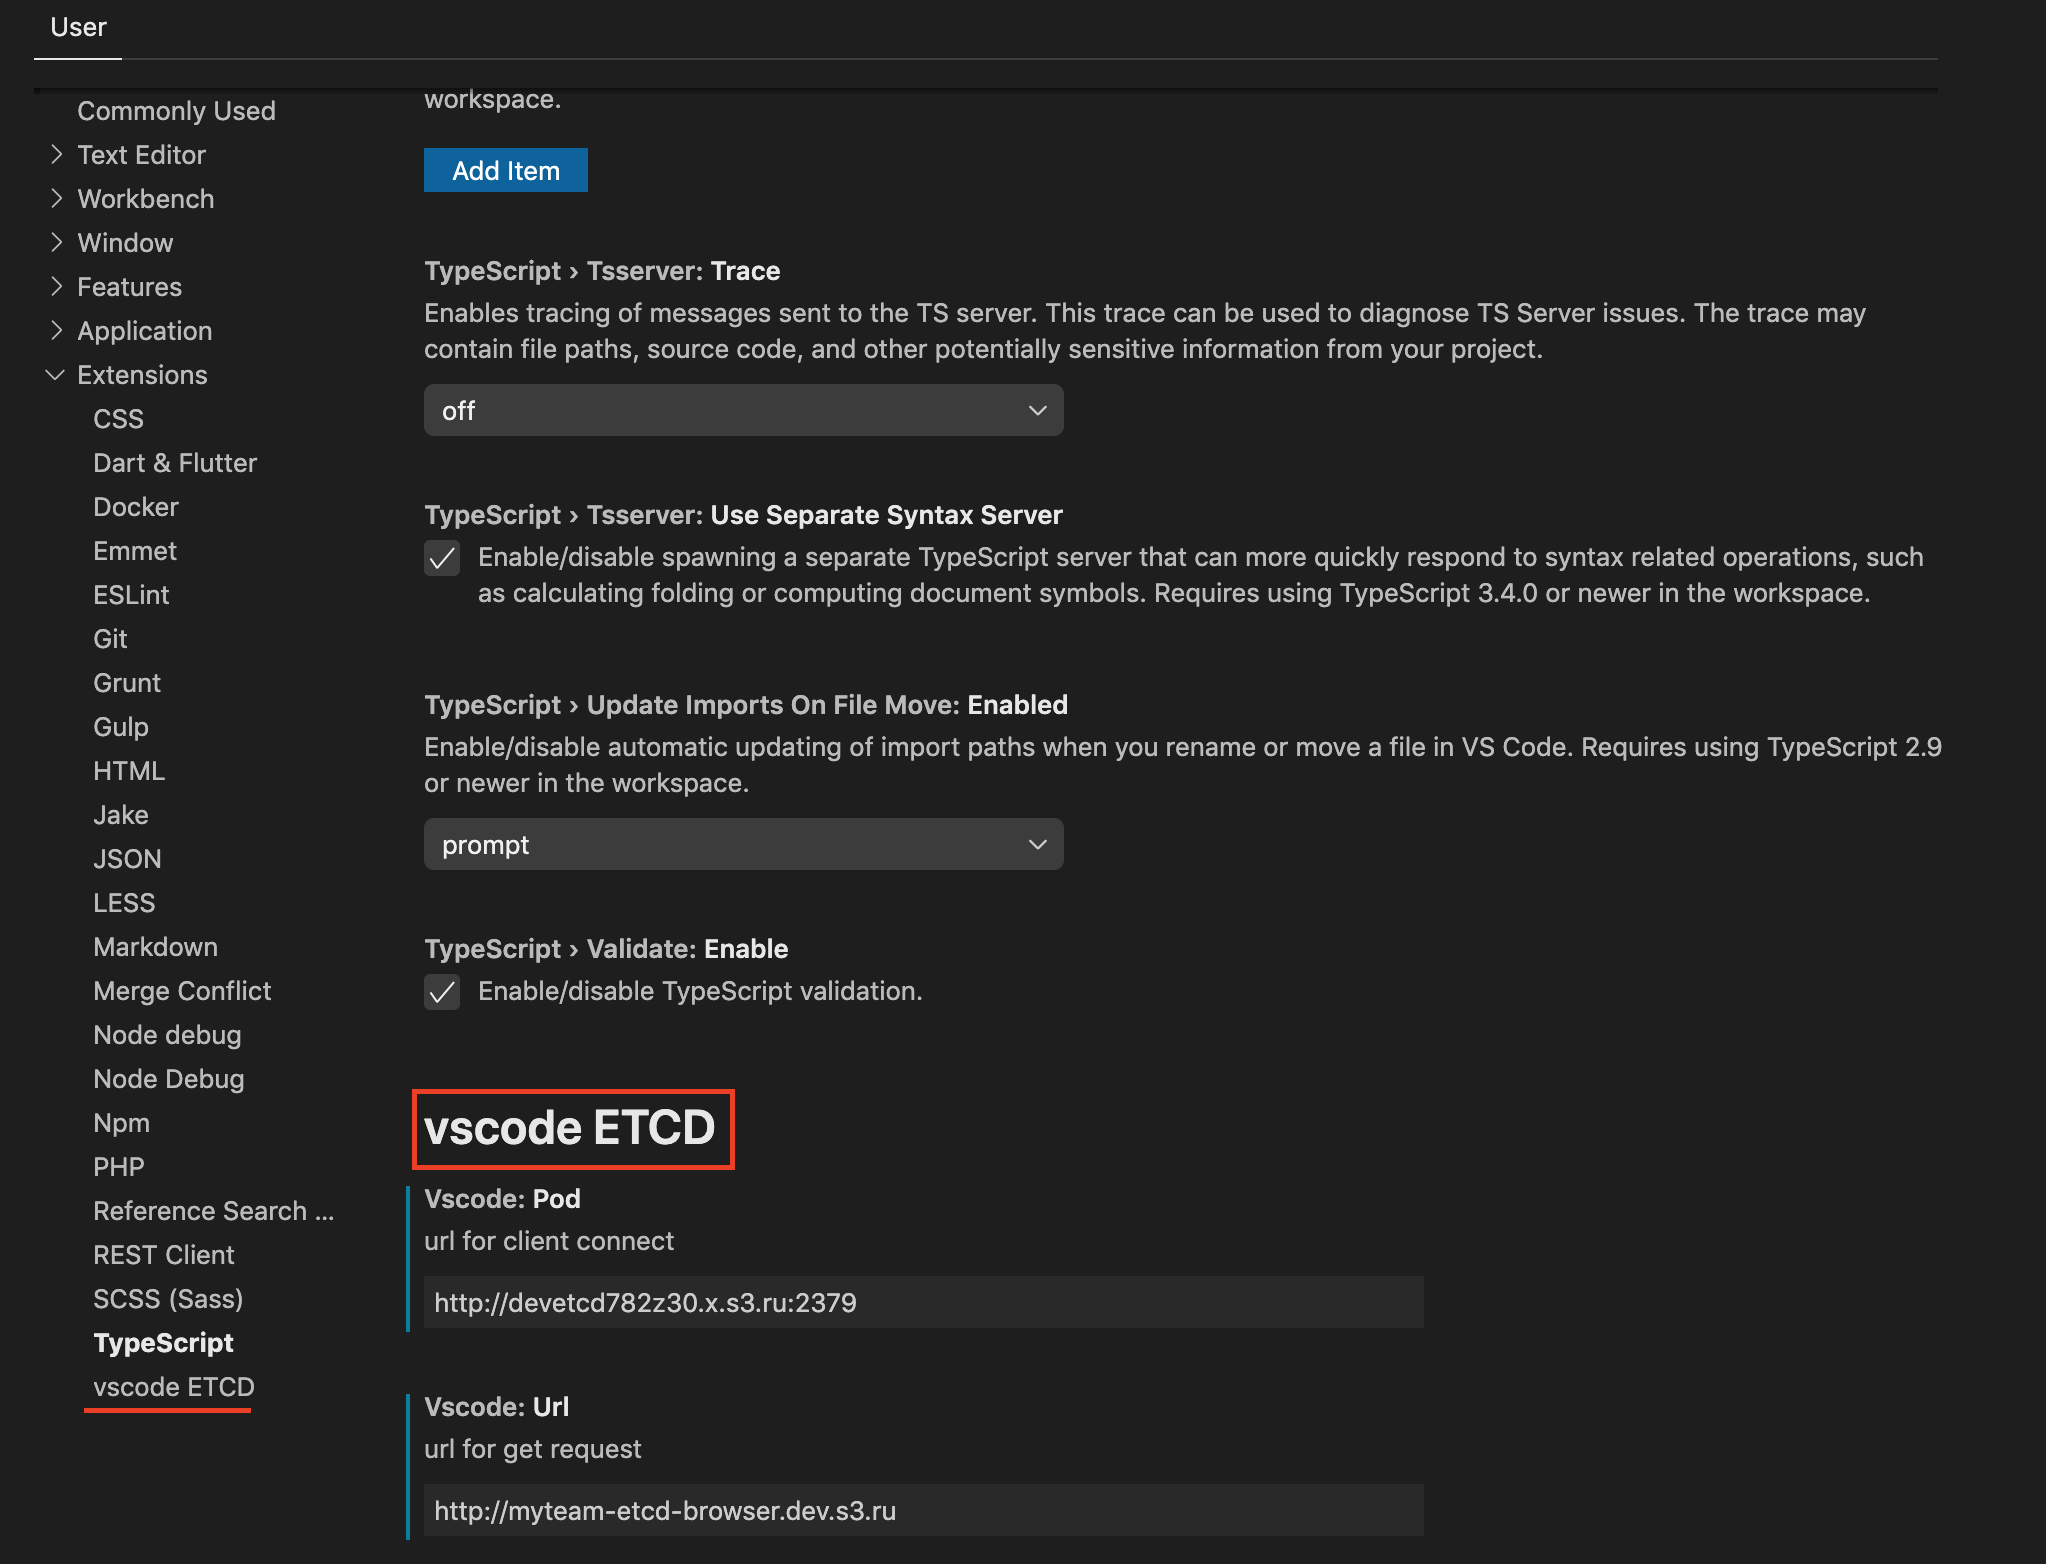 User
Commonly Used
Text Editor
Workbench
Window
Features
Application
Extensions
CSS
Dart & Flutter
Docker
Emmet
ESLint
Git
Grunt
Gulp
HTML
Jake
JSON
LESS
Markdown
Merge Conflict
Node debug
Node Debug
Npm
PHP
Reference Search ...
REST Client
SCSS (Sass)
TypeScript
vscode ETCD
workspace.
Add Item
TypeScript › Tsserver: Trace
Enables tracing of messages sent to the TS server. This trace can be used to diagnose TS Server issues. The trace may
contain file paths, source code, and other potentially sensitive information from your project.
off
TypeScript › Tsserver: Use Separate Syntax Server
Enable/disable spawning a separate TypeScript server that can more quickly respond to syntax related operations, such
as calculating folding or computing document symbols. Requires using TypeScript 3.4.0 or newer in the workspace.
TypeScript › Update Imports On File Move: Enabled
Enable/disable automatic updating of import paths when you rename or move a file in VS Code. Requires using TypeScript 2.9
or newer in the workspace.
prompt
TypeScript › Validate: Enable
Enable/disable TypeScript validation.
vscode ETCD
Vscode: Pod
url for client connect
http://devetcd782z30.x.s3.ru:2379
Vscode: Url
url for get request
http://myteam-etcd-browser.dev.s3.ru